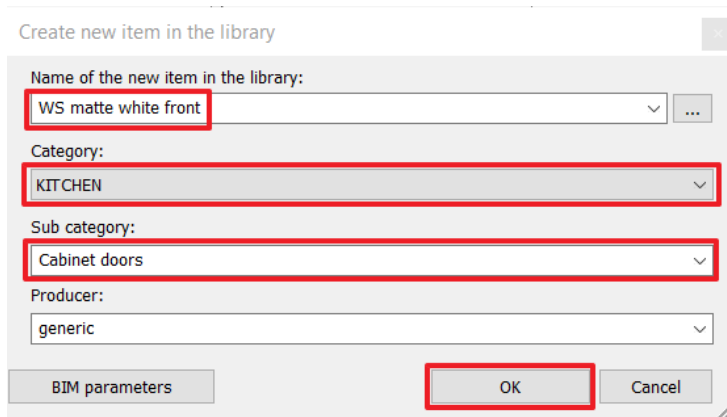 Create new item in the library
Name of the new item in the library:
WS matte white front
...
Category:
KITCHEN
Sub category:
Cabinet doors
Producer:
generic
BIM parameters
OK
Cancel